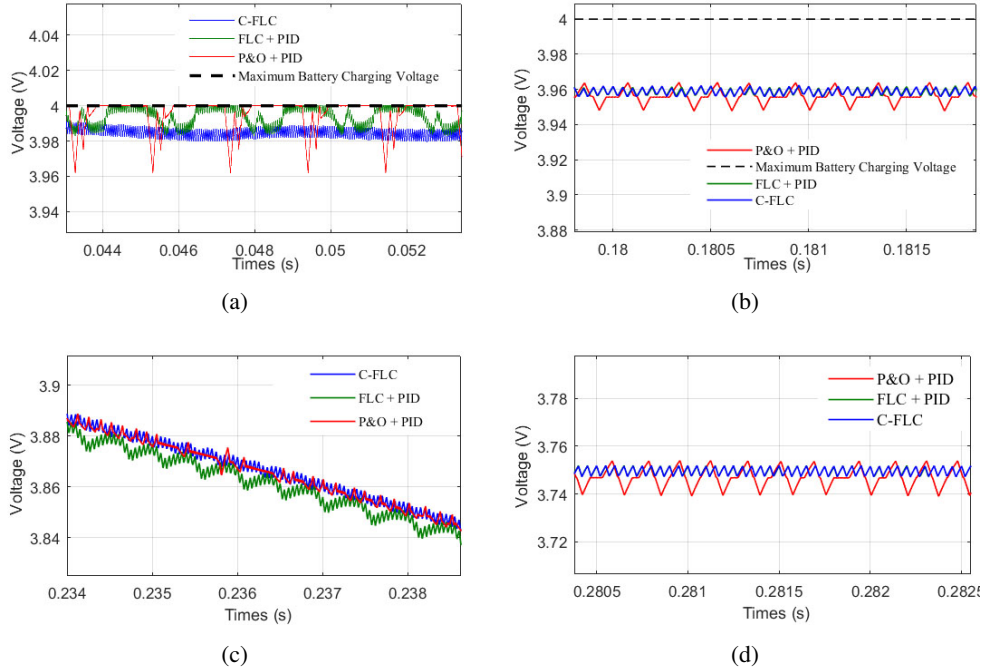 4.04
4.02
4
3.98
3.96
3.94
Voltage (V)
C-FLC
FLC + PID
P&O + PID
Maximum Battery Charging Voltage
0.044
0.046
0.048
0.05
0.052
Times (s)
(a)
4
3.98
3.96
3.94
3.92
3.9
3.88
Voltage (V)
P&O + PID
Maximum Battery Charging Voltage
FLC + PID
C-FLC
0.18
0.1805
0.181
0.1815
Times (s)
(b)
3.9
3.88
3.86
3.84
Voltage (V)
C-FLC
FLC + PID
P&O + PID
0.234
0.235
0.236
0.237
0.238
Times (s)
(c)
3.78
3.76
3.74
3.72
Voltage (V)
P&O + PID
FLC + PID
C-FLC
0.2805
0.281
0.2815
0.282
0.2825
Times (s)
(d)